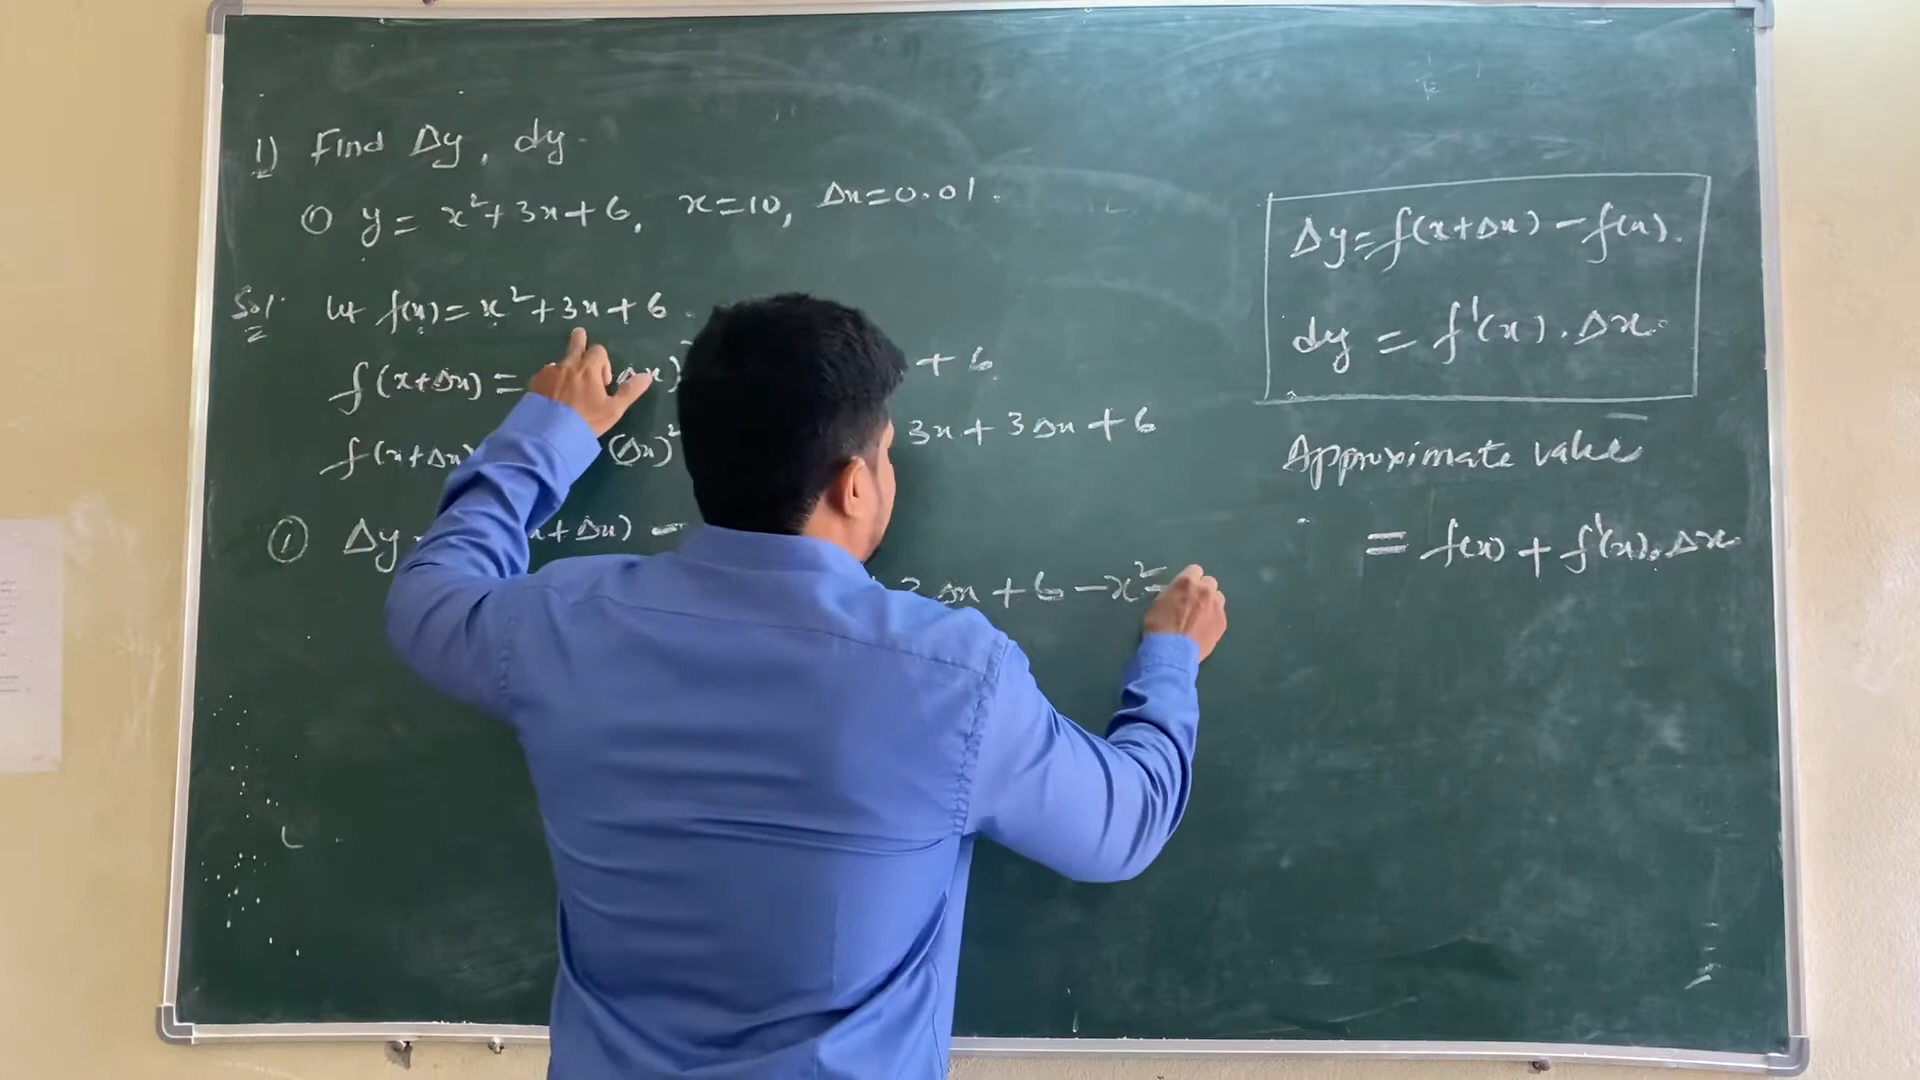 1) Find Δy, dy.
① y = x²+3x+6, x=10, Δx=0.01.
Sol: let f(x) = x²+3x+6.
f(x+Δx) = Δx) + 6.
f(x+Δx) (Δx)² 3x+3Δx+6
① Δy x+Δx) -
3Δx+6-x²-
Δy = f(x+Δx) - f(x).
dy = f'(x). Δx.
Approximate value
= f(x) + f'(x). Δx